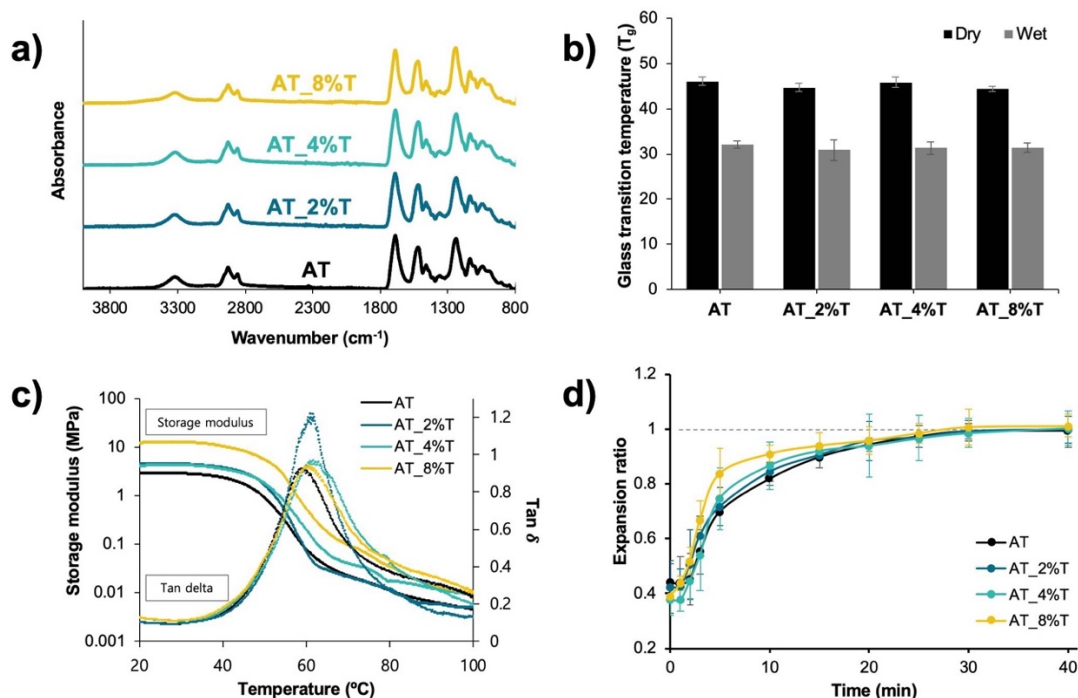 a)
AT_8%T
AT_4%T
AT_2%T
AT
Absorbance
3800 3300 2800 2300 1800 1300 800
Wavenumber (cm⁻¹)
b)
Dry Wet
Glass transition temperature (Tg)
60
50
40
30
20
10
0
AT AT_2%T AT_4%T AT_8%T
c)
Storage modulus (MPa)
100
10
1
0.1
0.01
0.001
Storage modulus
Tan delta
AT
AT_2%T
AT_4%T
AT_8%T
1.2
1
0.8
0.6
0.4
0.2
0
Tan δ
20 40 60 80 100
Temperature (ºC)
d)
Expansion ratio
1.2
1
0.8
0.6
0.4
0.2
AT
AT_2%T
AT_4%T
AT_8%T
0 10 20 30 40
Time (min)